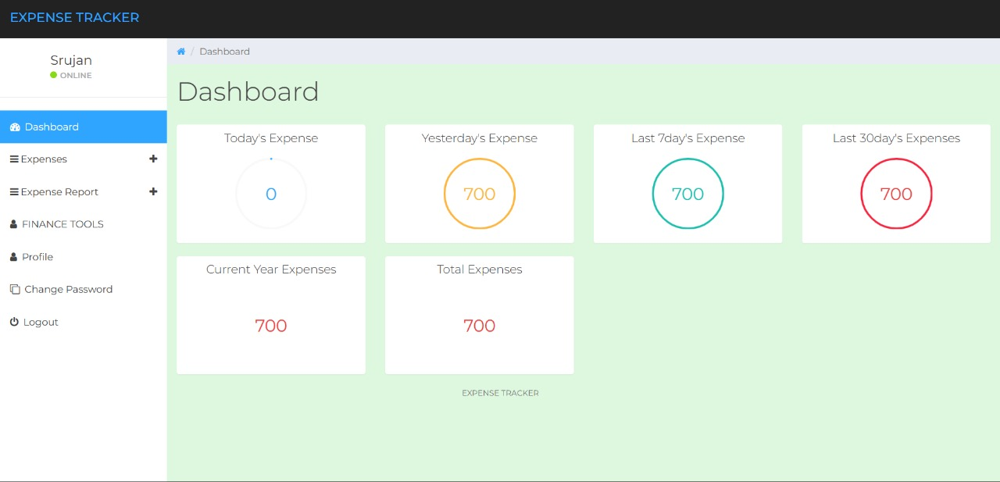 EXPENSE TRACKER
Srujan
ONLINE
Dashboard
Expenses
Expense Report
FINANCE TOOLS
Profile
Change Password
Logout
/ Dashboard
Dashboard
Today's Expense
0
Yesterday's Expense
700
Last 7day's Expense
700
Last 30day's Expenses
700
Current Year Expenses
700
Total Expenses
700
EXPENSE TRACKER